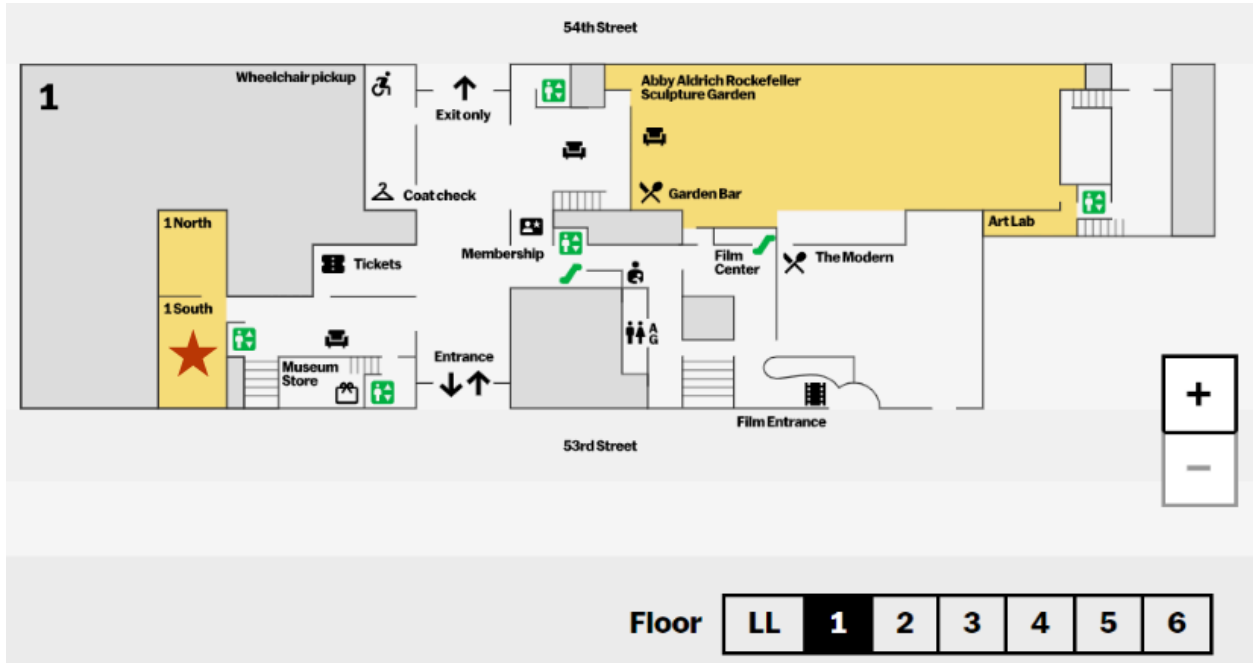 54th Street
1
Wheelchair pickup
Exit only
Abby Aldrich Rockefeller
Sculpture Garden
Coat check
Garden Bar
1 North
Art Lab
Membership
Tickets
Film
Center
The Modern
1 South
A
G
Museum
Store
Entrance
Film Entrance
53rd Street
+
−
Floor LL 1 2 3 4 5 6